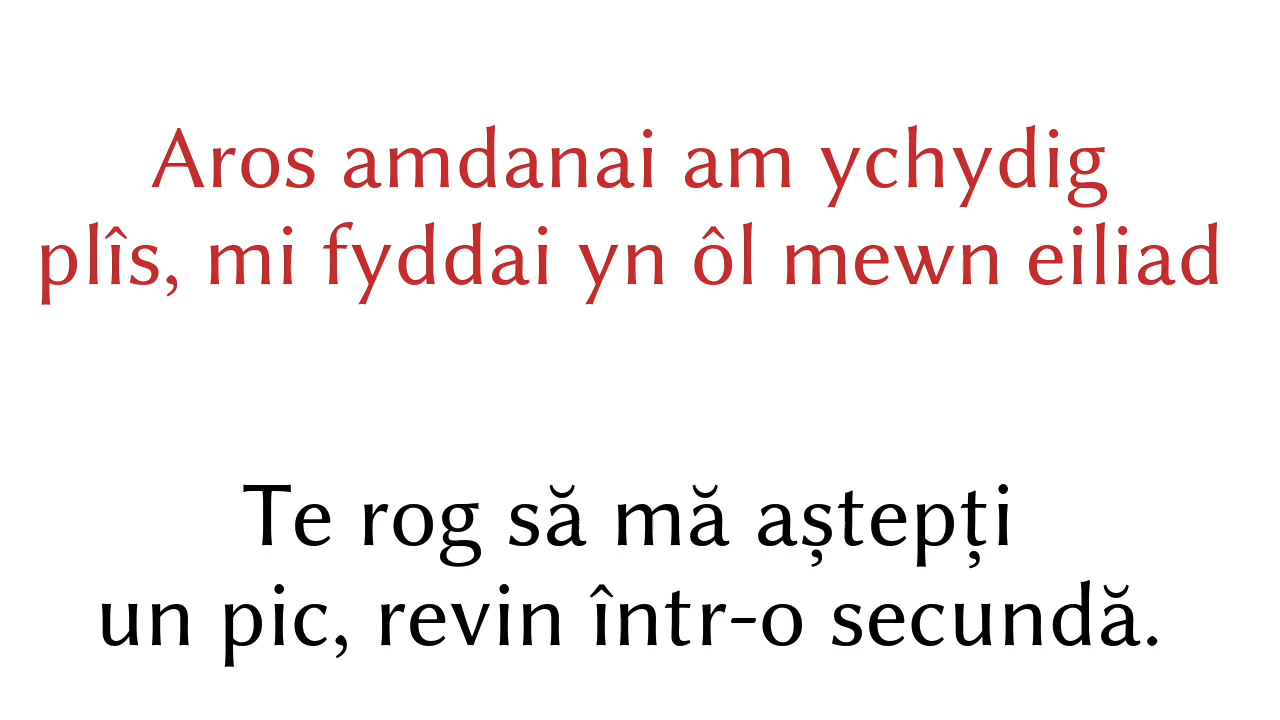 Aros amdanai am ychydig
plîs, mi fyddai yn ôl mewn eiliad
Te rog să mă aștepți
un pic, revin într-o secundă.